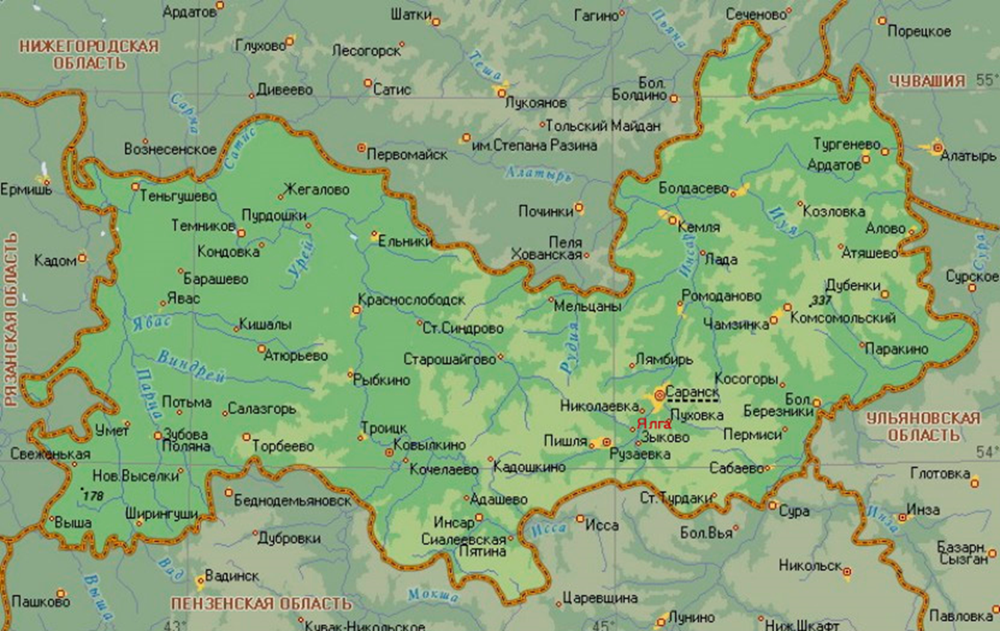 Ардатов
Шатки
Гагино
Сеченово
Порецкое
Пьяна
НИЖЕГОРОДСКАЯ
ОБЛАСТЬ
Глухово
Лесогорск
Теша
ЧУВАШИЯ
55°
Дивеево
Сатис
Лукоянов
Бол.
Болдино
Сарма
Тольский Майдан
Вознесенское
Сатис
Первомайск
им.Степана Разина
Тургенево
Ардатов
Алатырь
Алатырь
Ермишь
Теньгушево
Жегалово
Болдасево
Починки
Козловка
Пурдошки
Темников
Кемля
Инсар
Иуя
Алово
Сура
Кондовка
Урей
Ельники
Пеля
Хованская
Лада
Атяшево
Кадом
РЯЗАНСКАЯ ОБЛАСТЬ
Барашево
Сурское
Дубенки
Явас
Краснослободск
Мельцаны
Ромоданово
337
Комсомольский
Чамзинка
Явас
Кишалы
Ст.Синдрово
Рудия
Атюрьево
Старошайгово
Лямбирь
Паракино
Виндрей
Рыбкино
Косогоры
Парца
Саранск
Потьма
Салазгорь
Николаевка
Пуховка
Бол.
Березники
УЛЬЯНОВСКАЯ
ОБЛАСТЬ
Ялга
Умет
Зубова
Поляна
Торбеево
Троицк
Ковылкино
Пишля
Рузаевка
Зыково
Пермиси
54°
Свеженькая
Нов.Выселки
Кочелаево
Кадошкино
Сабаево
Глотовка
178
Беднодемьяновск
Адашево
Ст.Турдаки
Сура
Инза
Инза
Выша
Ширингуши
Инсар
Исса
Исса
Бол.Вья
Дубровки
Сиалеевская
Пятина
Базарн.
Сызган
Никольск
Вад
Вадинск
Выша
Пашково
ПЕНЗЕНСКАЯ ОБЛАСТЬ
Мокша
Царевщина
Лунино
Павловка
43°
Кувак-Никольское
45°
Ниж.Шкафт